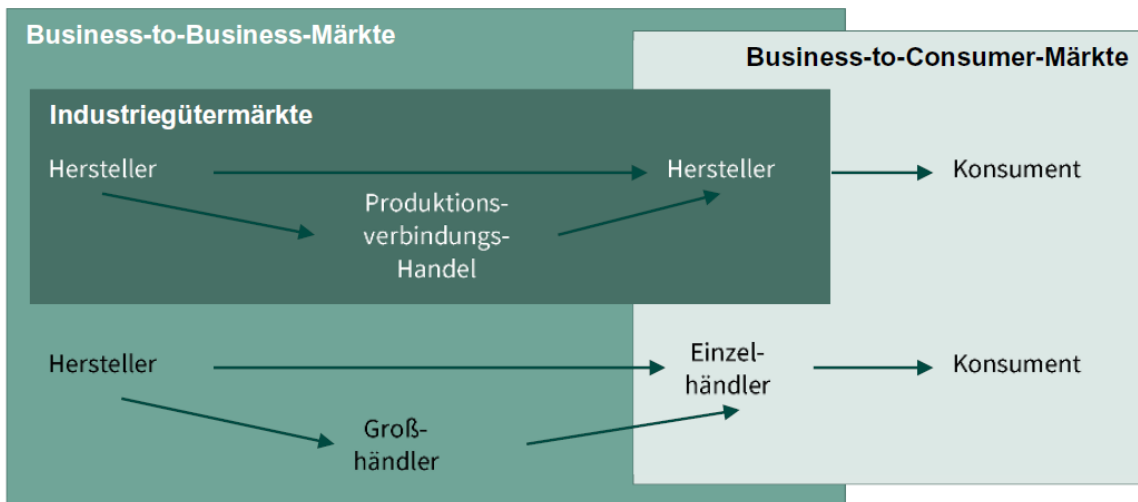 Business-to-Business-Märkte
Business-to-Consumer-Märkte
Industriegütermärkte
Hersteller
Hersteller
Konsument
Produktions-
verbindungs-
Handel
Hersteller
Einzel-
händler
Konsument
Groß-
händler